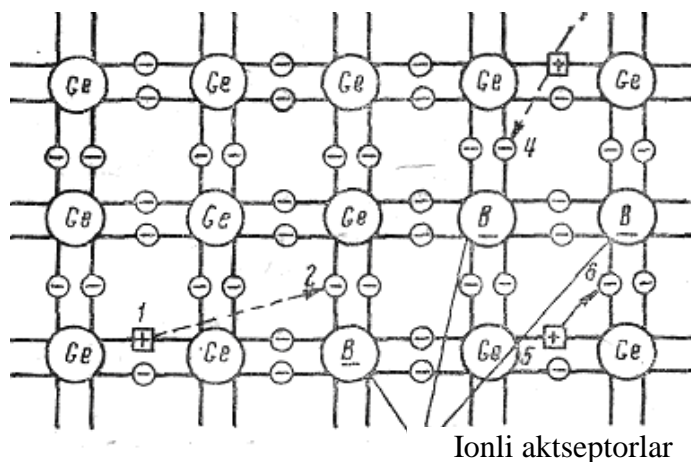 Ge Ge Ge Ge Ge
4
Ge Ge Ge B B
1 2 6
Ge Ge B Ge 5 Ge
Ionli aktseptorlar